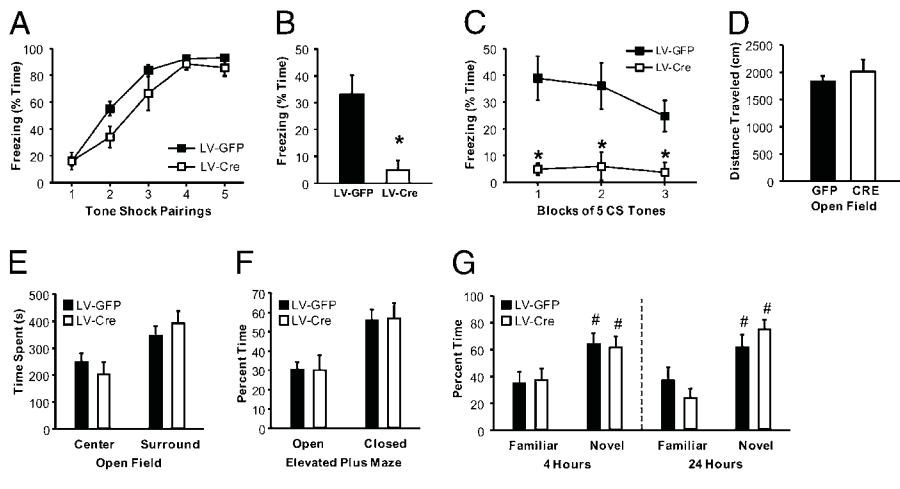 A
B
C
D
100
80
60
40
20
0
Freezing (% Time)
LV-GFP
LV-Cre
1 2 3 4 5
Tone Shock Pairings
50
40
30
20
10
0
Freezing (% Time)
*
LV-GFP LV-Cre
50
40
30
20
10
0
Freezing (% Time)
LV-GFP
LV-Cre
* * *
1 2 3
Blocks of 5 CS Tones
2500
2000
1500
1000
500
0
Distance Traveled (cm)
GFP CRE
Open Field
E
F
G
500
400
300
200
100
0
Time Spent (s)
LV-GFP
LV-Cre
Center Surround
Open Field
70
60
50
40
30
20
10
0
Percent Time
LV-GFP
LV-Cre
Open Closed
Elevated Plus Maze
100
80
60
40
20
0
Percent Time
LV-GFP
LV-Cre
# # # #
Familiar Novel Familiar Novel
4 Hours 24 Hours